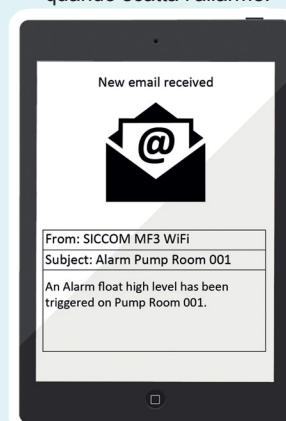 New email received
@
From: SICCOM MF3 WiFi
Subject: Alarm Pump Room 001
An Alarm float high level has been
triggered on Pump Room 001.